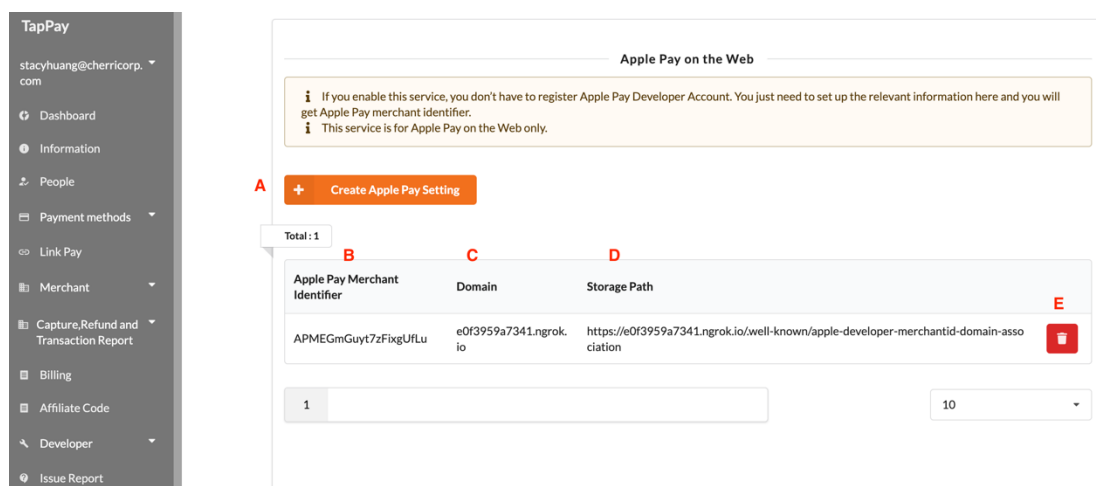 TapPay
stacyhuang@cherricorp.
com
Dashboard
Information
People
Payment methods
Link Pay
Merchant
Capture,Refund and
Transaction Report
Billing
Affiliate Code
Developer
Issue Report
Apple Pay on the Web
If you enable this service, you don't have to register Apple Pay Developer Account. You just need to set up the relevant information here and you will
get Apple Pay merchant identifier.
This service is for Apple Pay on the Web only.
A
+ Create Apple Pay Setting
Total : 1
B C D
Apple Pay Merchant
Identifier
Domain
Storage Path
E
APMEGmGuyt7zFixgUfLu
e0f3959a7341.ngrok.
io
https://e0f3959a7341.ngrok.io/.well-known/apple-developer-merchantid-domain-asso
ciation
1
10